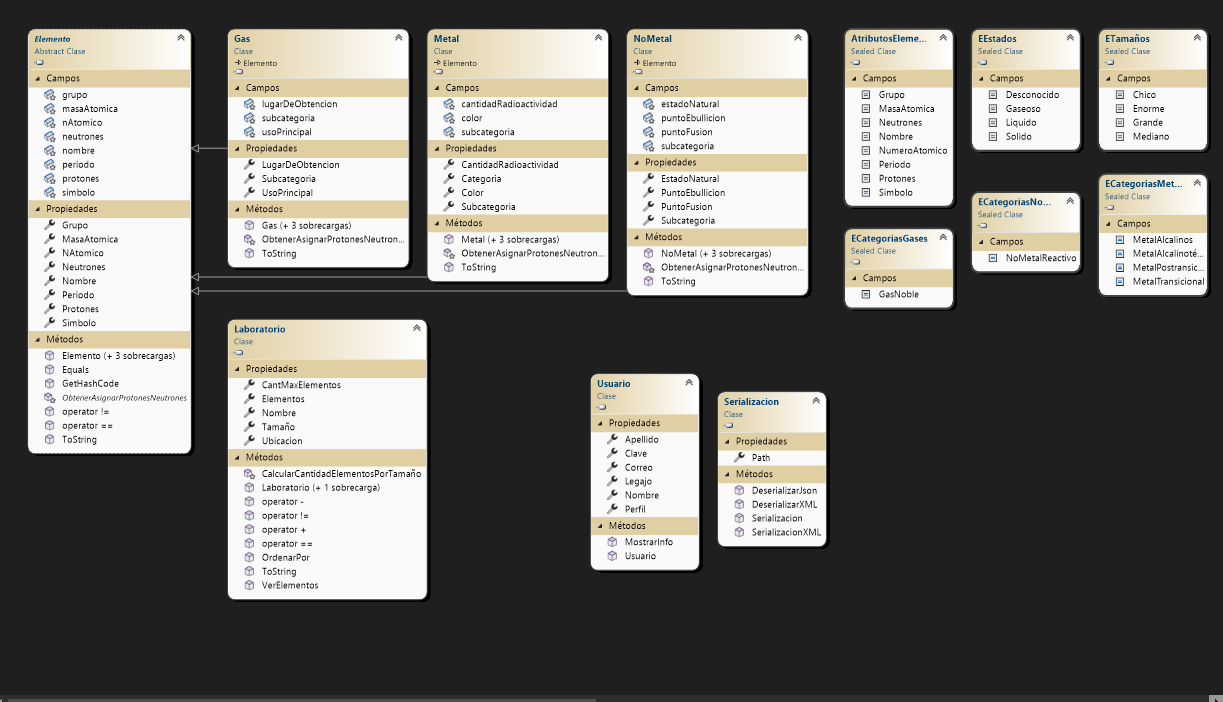 Elemento
Abstract Clase
Campos
grupo
masaAtomica
nAtomico
neutrones
nombre
periodo
protones
simbolo
Propiedades
Grupo
MasaAtomica
NAtomico
Neutrones
Nombre
Periodo
Protones
Simbolo
Métodos
Elemento (+ 3 sobrecargas)
Equals
GetHashCode
ObtenerAsignarProtonesNeutrones
operator !=
operator ==
ToString
Gas
Clase
Elemento
Campos
lugarDeObtencion
subcategoria
usoPrincipal
Propiedades
LugarDeObtencion
Subcategoria
UsoPrincipal
Métodos
Gas (+ 3 sobrecargas)
ObtenerAsignarProtonesNeutron...
ToString
Metal
Clase
Elemento
Campos
cantidadRadioactividad
color
subcategoria
Propiedades
CantidadRadioactividad
Categoria
Color
Subcategoria
Métodos
Metal (+ 3 sobrecargas)
ObtenerAsignarProtonesNeutron...
ToString
NoMetal
Clase
Elemento
Campos
estadoNatural
puntoEbullicion
puntoFusion
subcategoria
Propiedades
EstadoNatural
PuntoEbullicion
PuntoFusion
Subcategoria
Métodos
NoMetal (+ 3 sobrecargas)
ObtenerAsignarProtonesNeutron...
ToString
AtributosEleme...
Sealed Clase
Campos
Grupo
MasaAtomica
Neutrones
Nombre
NumeroAtomico
Periodo
Protones
Simbolo
EEstados
Sealed Clase
Campos
Desconocido
Gaseoso
Liquido
Solido
ETamaños
Sealed Clase
Campos
Chico
Enorme
Grande
Mediano
ECategoriasGases
Sealed Clase
Campos
GasNoble
ECategoriasNo...
Sealed Clase
Campos
NoMetalReactivo
ECategoriasMet...
Sealed Clase
Campos
MetalAlcalinos
MetalAlcalinoté...
MetalPostransic...
MetalTransicional
Laboratorio
Clase
Propiedades
CantMaxElementos
Elementos
Nombre
Tamaño
Ubicacion
Métodos
CalcularCantidadElementosPorTamaño
Laboratorio (+ 1 sobrecarga)
operator -
operator !=
operator +
operator ==
OrdenarPor
ToString
VerElementos
Usuario
Clase
Propiedades
Apellido
Clave
Correo
Legajo
Nombre
Perfil
Métodos
MostrarInfo
Usuario
Serializacion
Clase
Propiedades
Path
Métodos
DeserializarJson
DeserializarXML
Serializacion
SerializacionXML